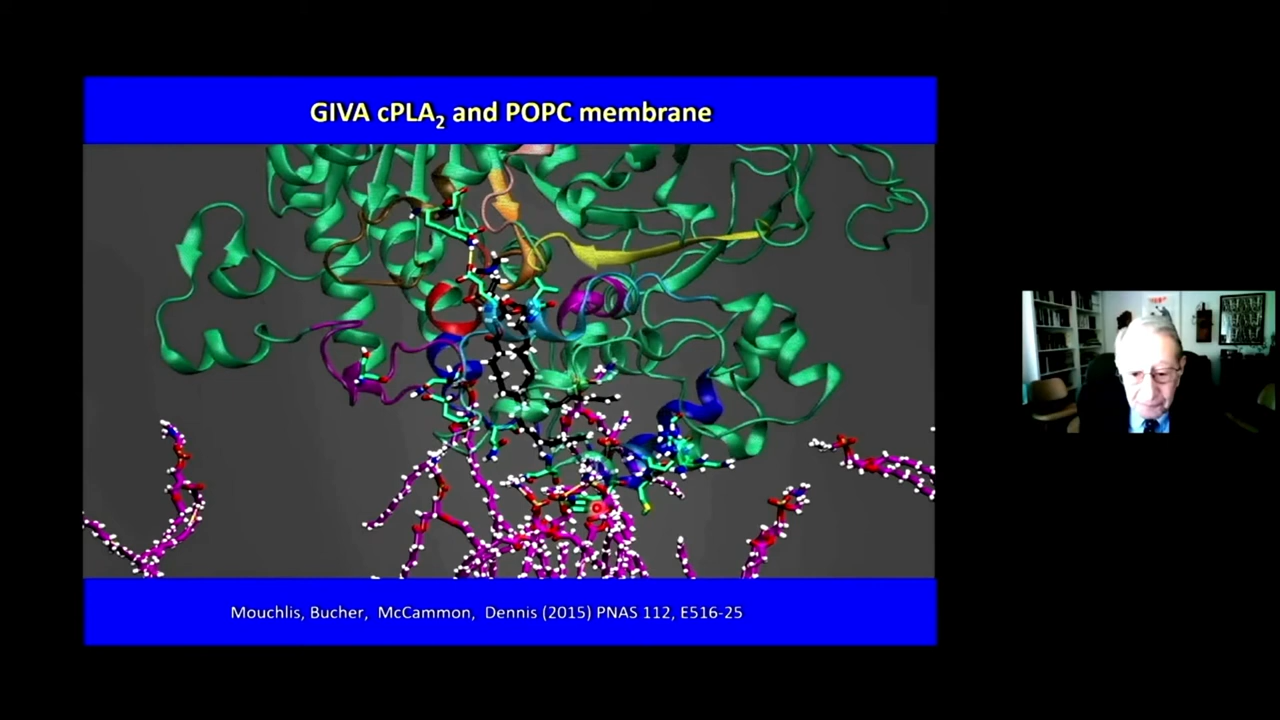 GIVA cPLA₂ and POPC membrane
Mouchlis, Bucher, McCammon, Dennis (2015) PNAS 112, E516-25